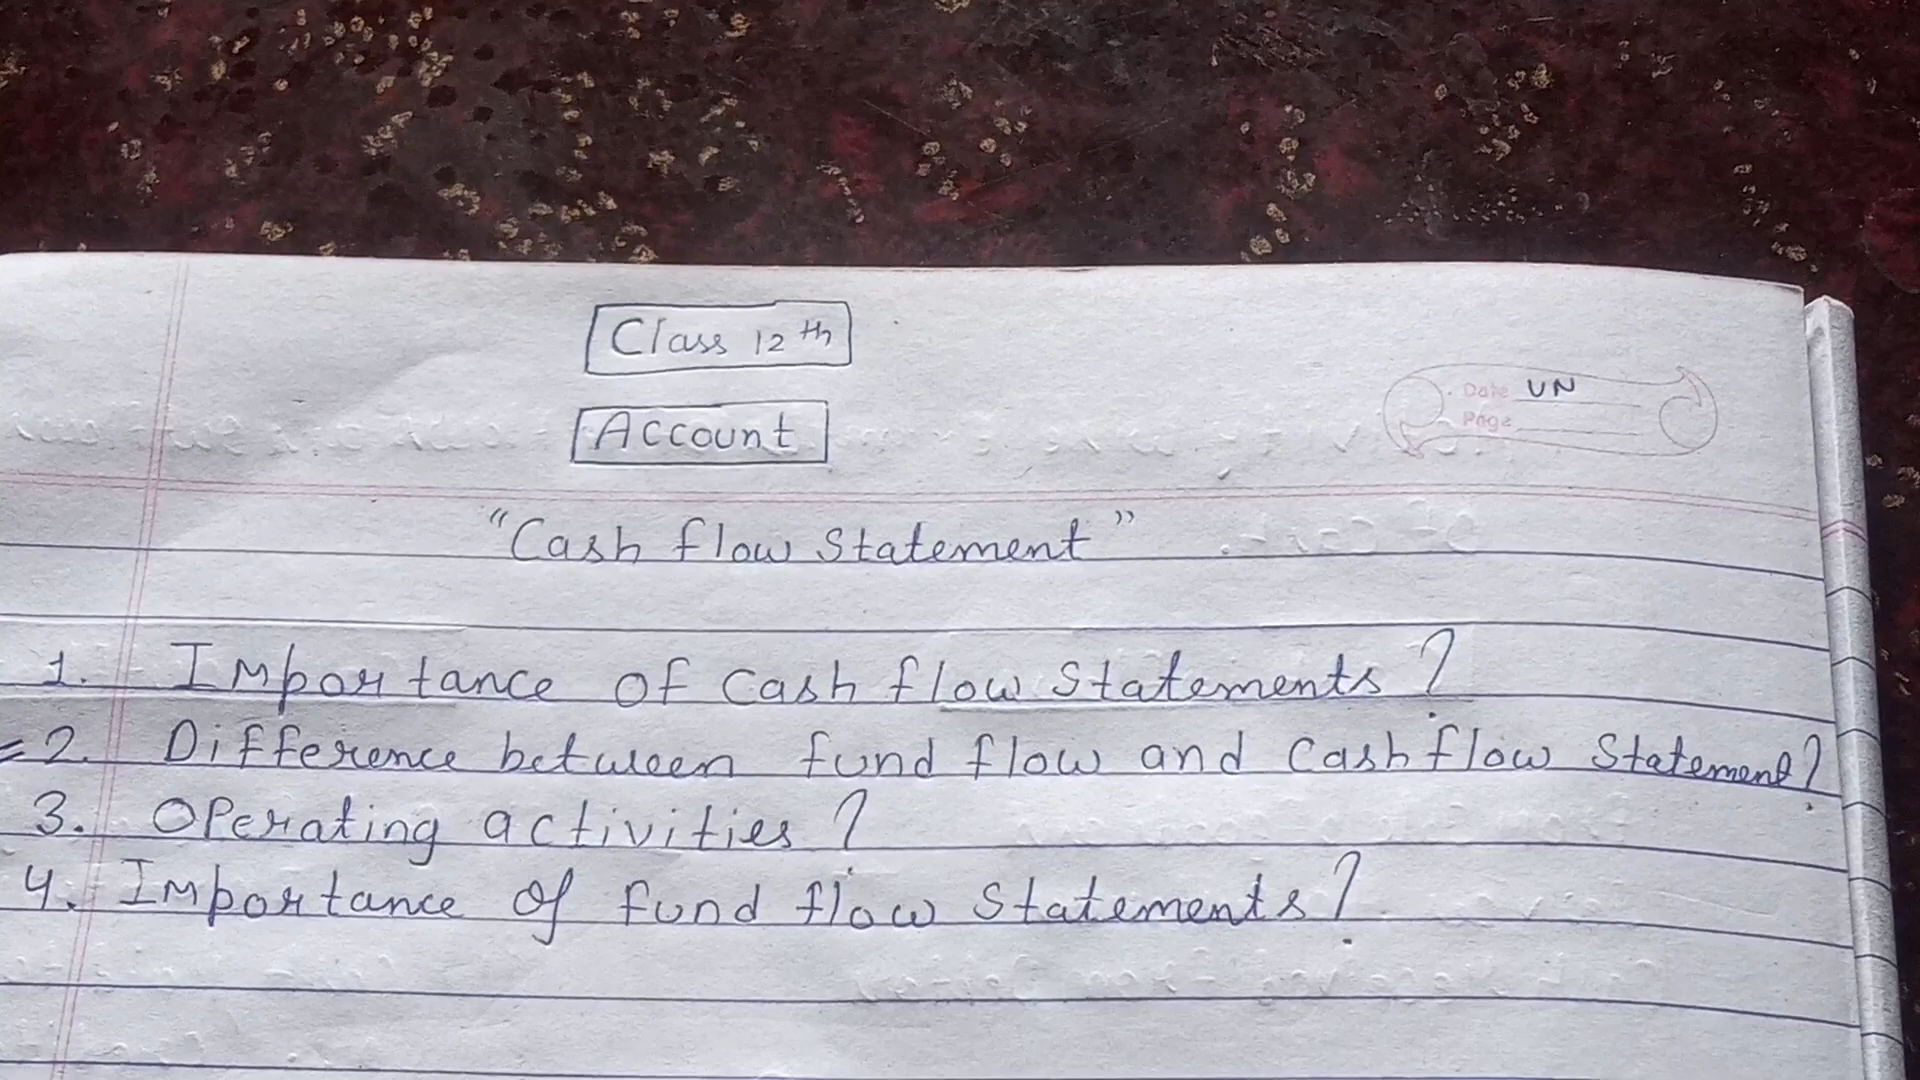 Class 12th
Account
Date UN
Page
"Cash flow Statement"
1. Importance of Cash flow Statements?
2. Difference between fund flow and Cash flow Statement?
3. Operating activities?
4. Importance of fund flow Statements?